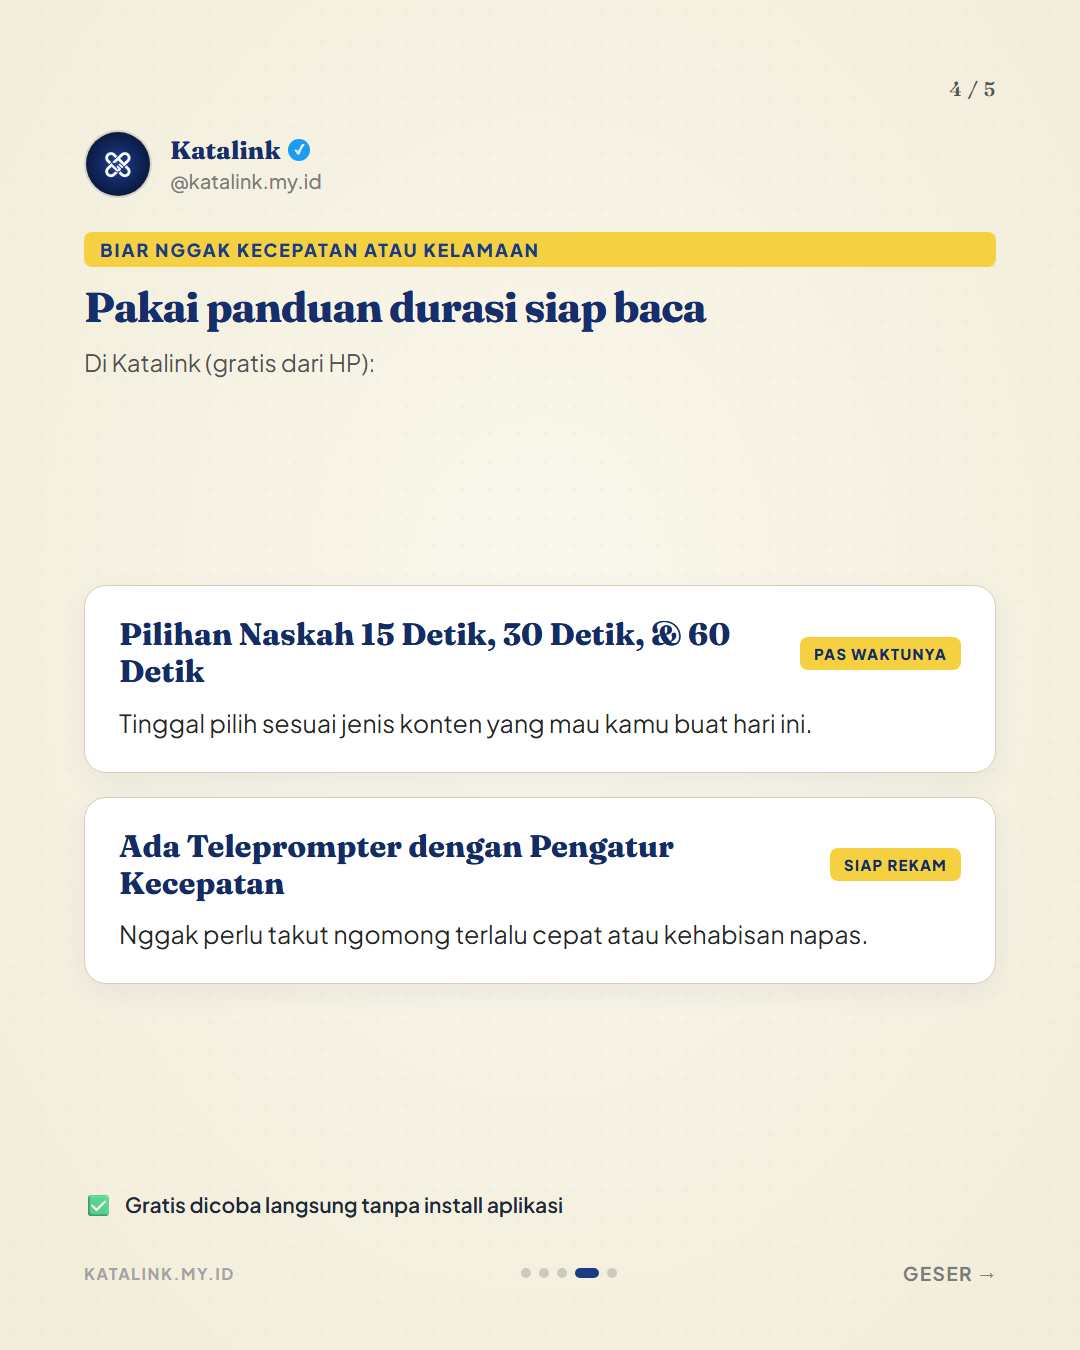 4 / 5
Katalink
@katalink.my.id
BIAR NGGAK KECEPATAN ATAU KELAMAAN
Pakai panduan durasi siap baca
Di Katalink (gratis dari HP):
Pilihan Naskah 15 Detik, 30 Detik, & 60
Detik
PAS WAKTUNYA
Tinggal pilih sesuai jenis konten yang mau kamu buat hari ini.
Ada Teleprompter dengan Pengatur
Kecepatan
SIAP REKAM
Nggak perlu takut ngomong terlalu cepat atau kehabisan napas.
✅ Gratis dicoba langsung tanpa install aplikasi
KATALINK.MY.ID
GESER →